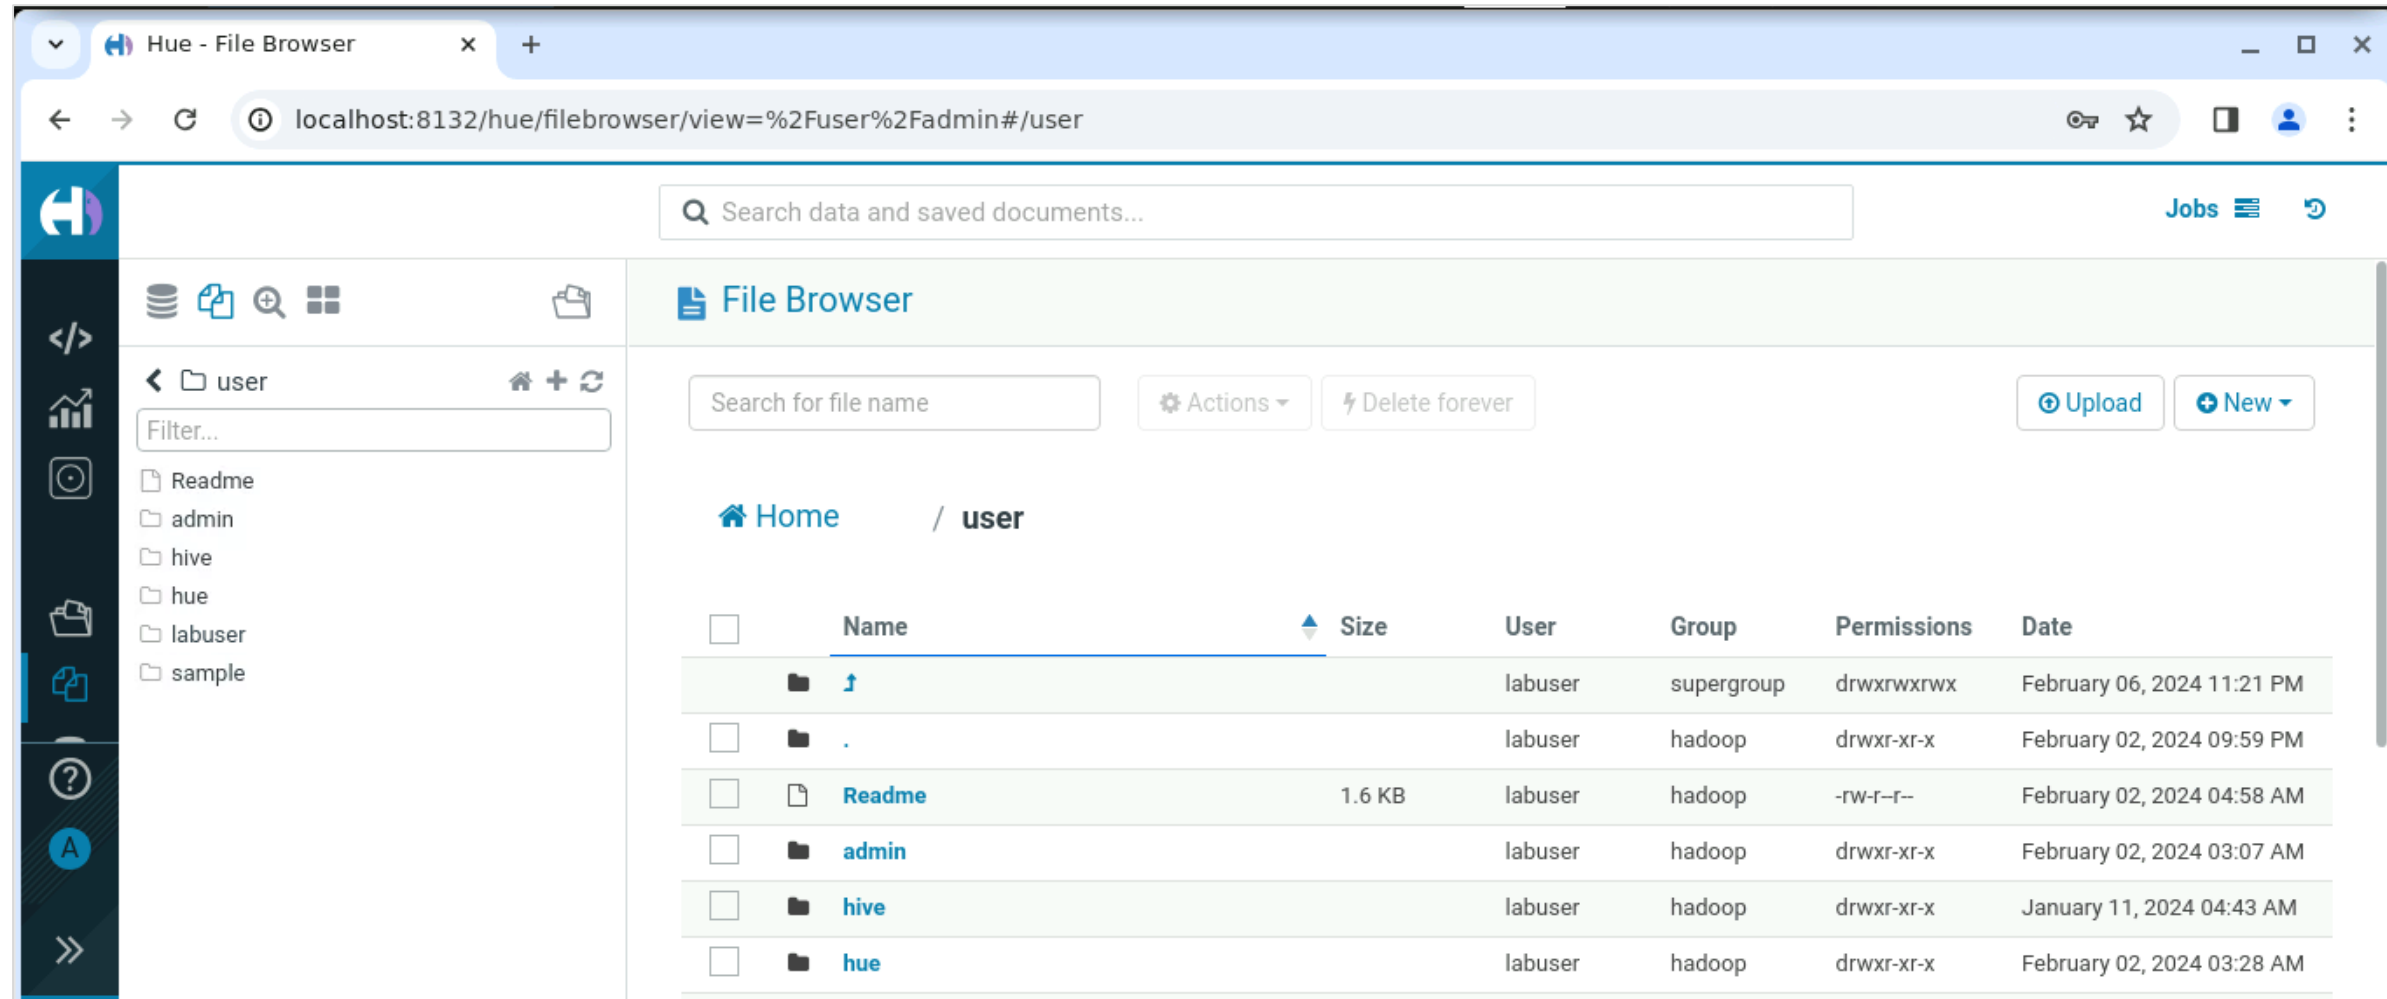 Hue - File Browser
localhost:8132/hue/filebrowser/view=%2Fuser%2Fadmin#/user
Search data and saved documents...
Jobs
File Browser
user
Filter...
Readme
admin
hive
hue
labuser
sample
A
Search for file name
Actions
Delete forever
Upload
New
Home / user
Name Size User Group Permissions Date
labuser supergroup drwxrwxrwx February 06, 2024 11:21 PM
. labuser hadoop drwxr-xr-x February 02, 2024 09:59 PM
Readme 1.6 KB labuser hadoop -rw-r--r-- February 02, 2024 04:58 AM
admin labuser hadoop drwxr-xr-x February 02, 2024 03:07 AM
hive labuser hadoop drwxr-xr-x January 11, 2024 04:43 AM
hue labuser hadoop drwxr-xr-x February 02, 2024 03:28 AM